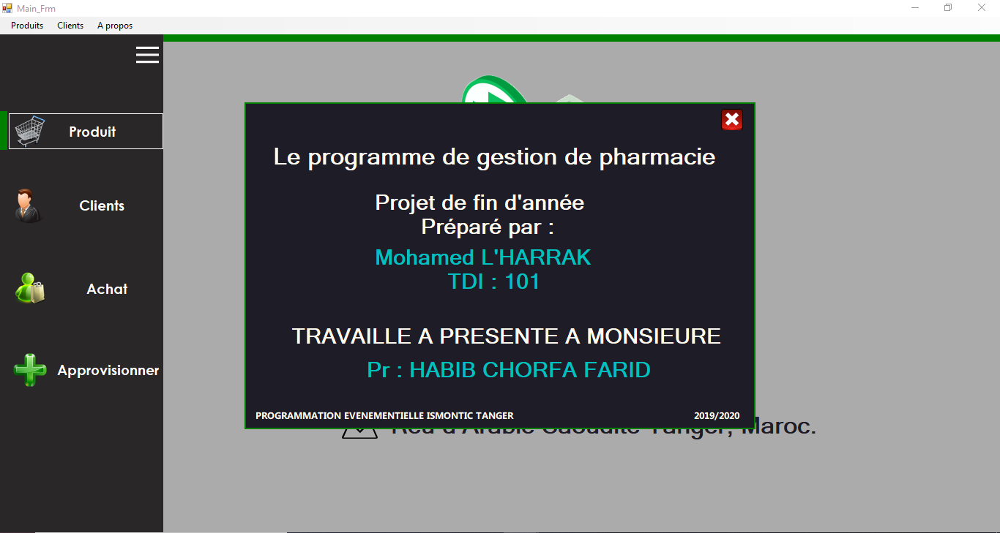 Main_Frm
Produits Clients A propos
Produit
Clients
Achat
Approvisionner
Le programme de gestion de pharmacie
Projet de fin d'année
Préparé par :
Mohamed L'HARRAK
TDI : 101
TRAVAILLE A PRESENTE A MONSIEURE
Pr : HABIB CHORFA FARID
PROGRAMMATION EVENEMENTIELLE ISMONTIC TANGER 2019/2020
d'Arabie Saoudite Tanger, Maroc.